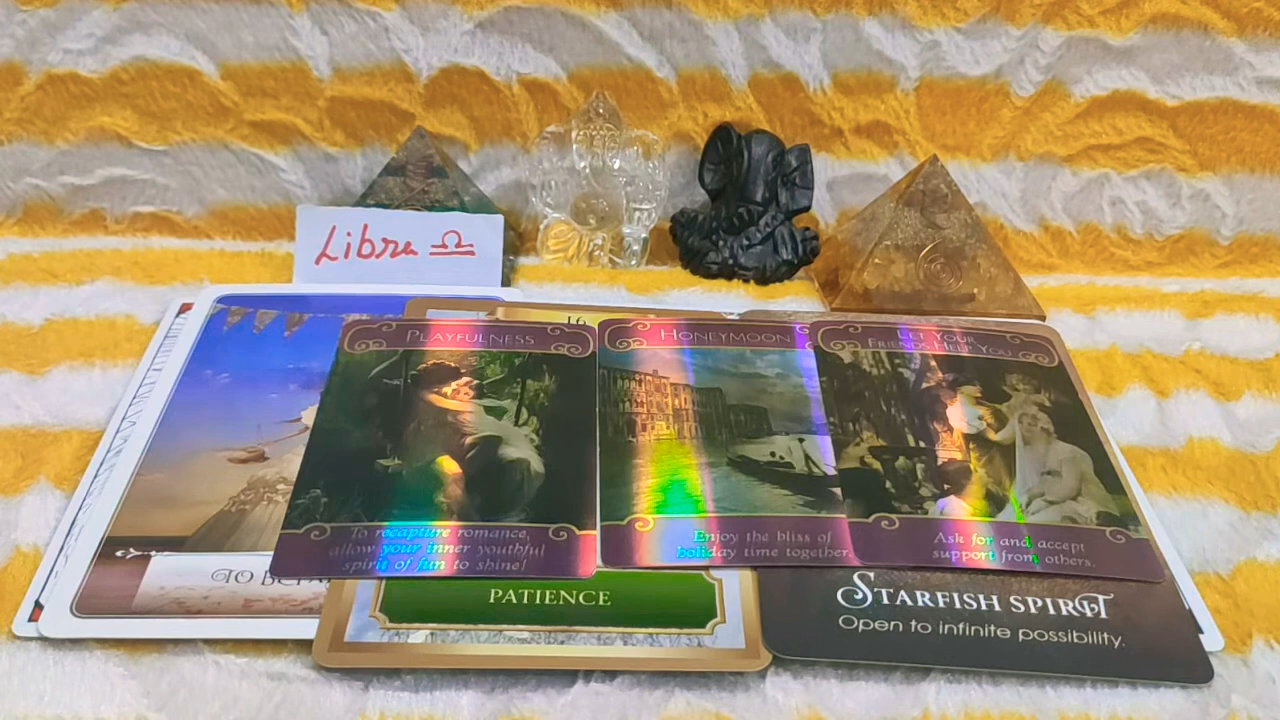 Libra ♎
16
PLAYFULNESS
HONEYMOON
LET YOUR
FRIENDS HELP YOU
To recapture romance,
allow your inner youthful
spirit of fun to shine!
Enjoy the bliss of
holiday time together.
Ask for and accept
support from others.
TO BE
PATIENCE
STARFISH SPIRIT
Open to infinite possibility.